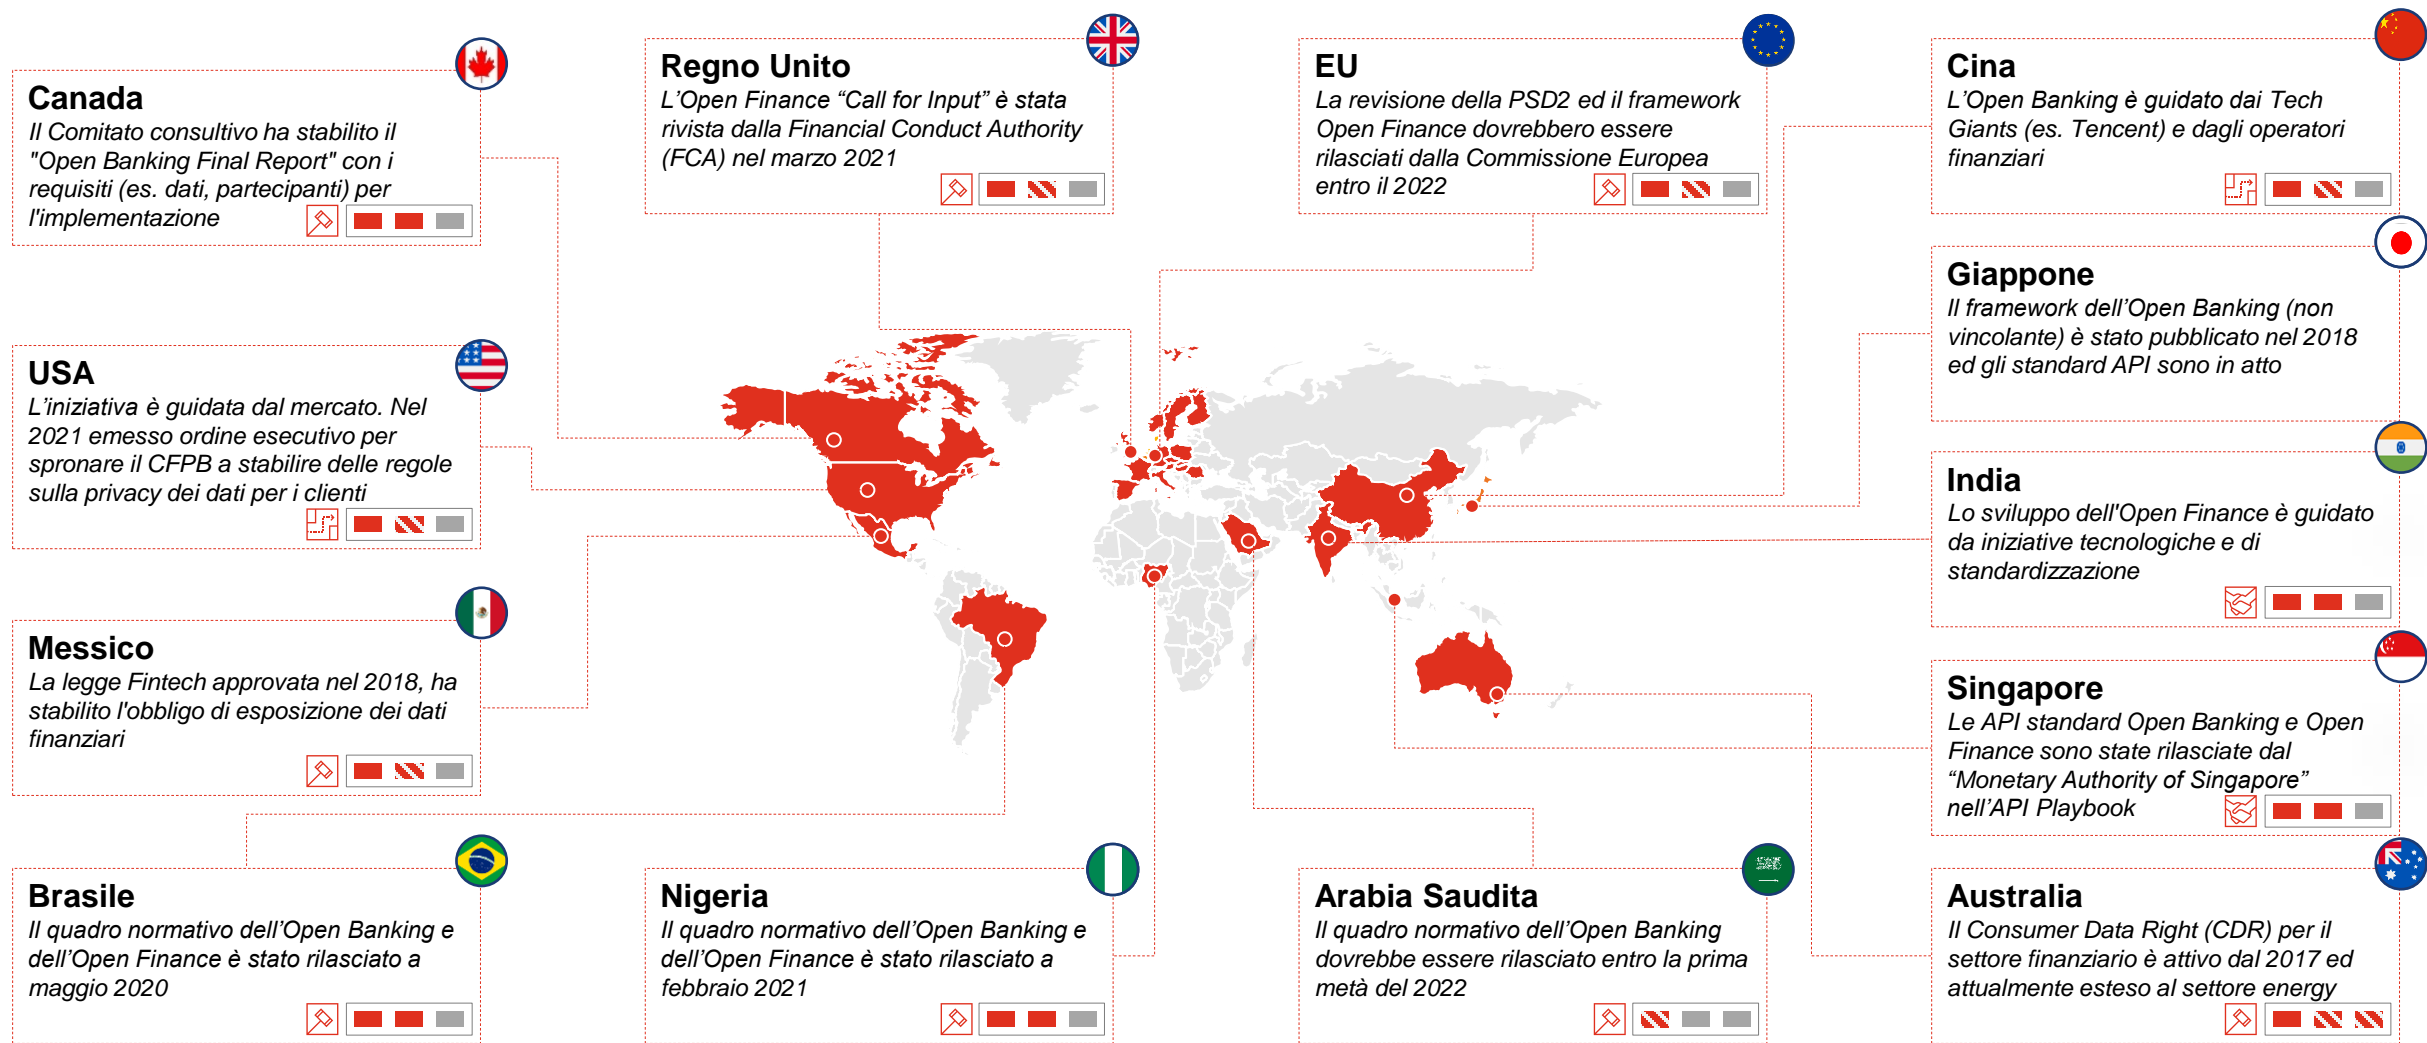 Canada
Il Comitato consultivo ha stabilito il
"Open Banking Final Report" con i
requisiti (es. dati, partecipanti) per
l'implementazione
Regno Unito
L’Open Finance “Call for Input” è stata
rivista dalla Financial Conduct Authority
(FCA) nel marzo 2021
EU
La revisione della PSD2 ed il framework
Open Finance dovrebbero essere
rilasciati dalla Commissione Europea
entro il 2022
Cina
L’Open Banking è guidato dai Tech
Giants (es. Tencent) e dagli operatori
finanziari
Giappone
Il framework dell’Open Banking (non
vincolante) è stato pubblicato nel 2018
ed gli standard API sono in atto
USA
L’iniziativa è guidata dal mercato. Nel
2021 emesso ordine esecutivo per
spronare il CFPB a stabilire delle regole
sulla privacy dei dati per i clienti
India
Lo sviluppo dell'Open Finance è guidato
da iniziative tecnologiche e di
standardizzazione
Messico
La legge Fintech approvata nel 2018, ha
stabilito l'obbligo di esposizione dei dati
finanziari
Singapore
Le API standard Open Banking e Open
Finance sono state rilasciate dal
“Monetary Authority of Singapore”
nell’API Playbook
Brasile
Il quadro normativo dell’Open Banking e
dell’Open Finance è stato rilasciato a
maggio 2020
Nigeria
Il quadro normativo dell’Open Banking e
dell’Open Finance è stato rilasciato a
febbraio 2021
Arabia Saudita
Il quadro normativo dell’Open Banking
dovrebbe essere rilasciato entro la prima
metà del 2022
Australia
Il Consumer Data Right (CDR) per il
settore finanziario è attivo dal 2017 ed
attualmente esteso al settore energy